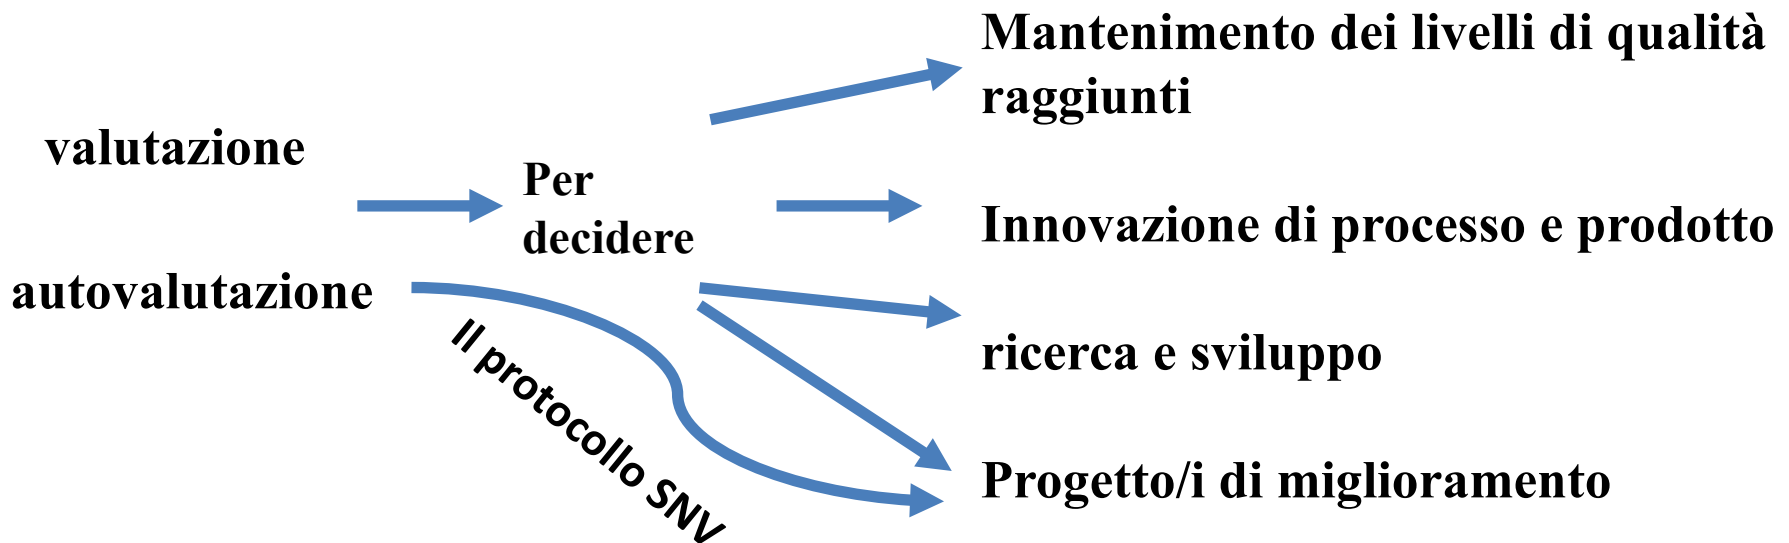 valutazione
autovalutazione
Per
decidere
Il protocollo SNV
Mantenimento dei livelli di qualità
raggiunti
Innovazione di processo e prodotto
ricerca e sviluppo
Progetto/i di miglioramento